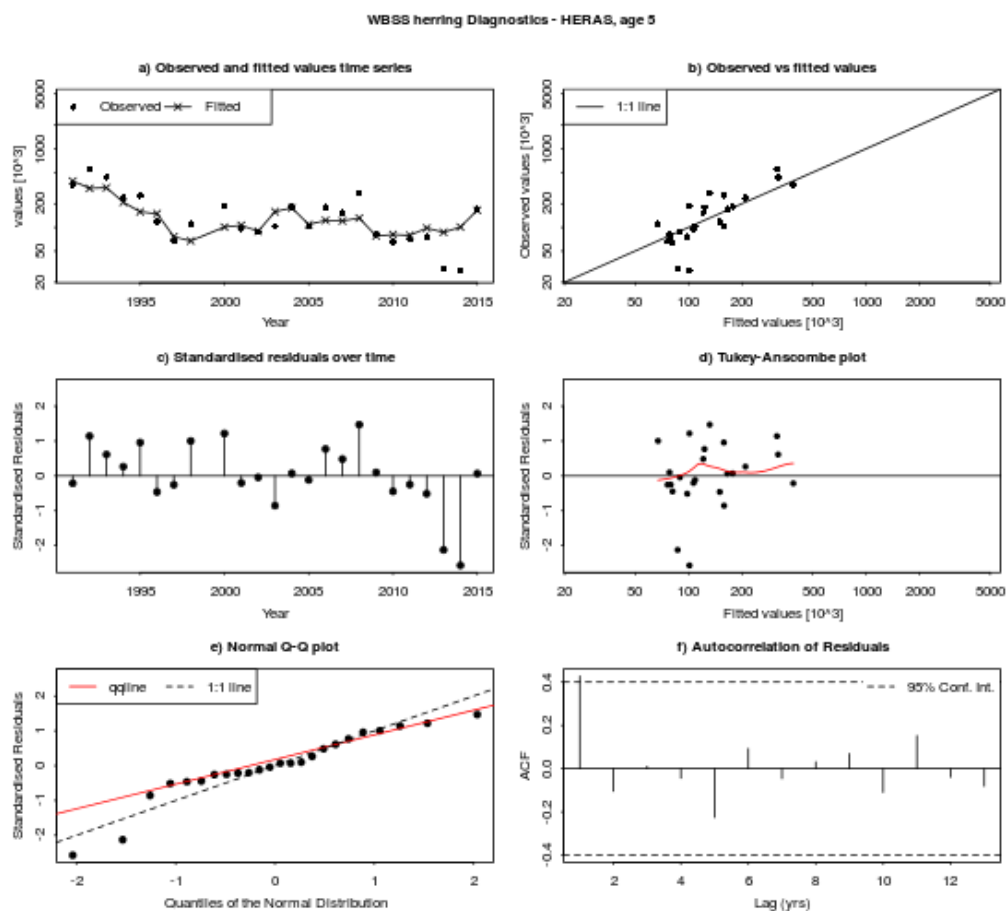 WBSS herring Diagnostics - HERAS, age 5
a) Observed and fitted values time series
Observed Fitted
values [10^3]
5000
1000
200
50
20
1995 2000 2005 2010 2015
Year
b) Observed vs fitted values
1:1 line
Observed values [10^3]
5000
1000
200
50
20
20 50 100 200 500 1000 2000 5000
Fitted values [10^3]
c) Standardised residuals over time
Standardised Residuals
2
1
0
-1
-2
1995 2000 2005 2010 2015
Year
d) Tukey-Anscombe plot
Standardised Residuals
2
1
0
-1
-2
20 50 100 200 500 1000 2000 5000
Fitted values [10^3]
e) Normal Q-Q plot
qqline 1:1 line
Standardised Residuals
2
1
0
-1
-2
-2 -1 0 1 2
Quantiles of the Normal Distribution
f) Autocorrelation of Residuals
95% Conf. Int.
ACF
0.4
0.2
0.0
-0.2
-0.4
2 4 6 8 10 12
Lag (yrs)